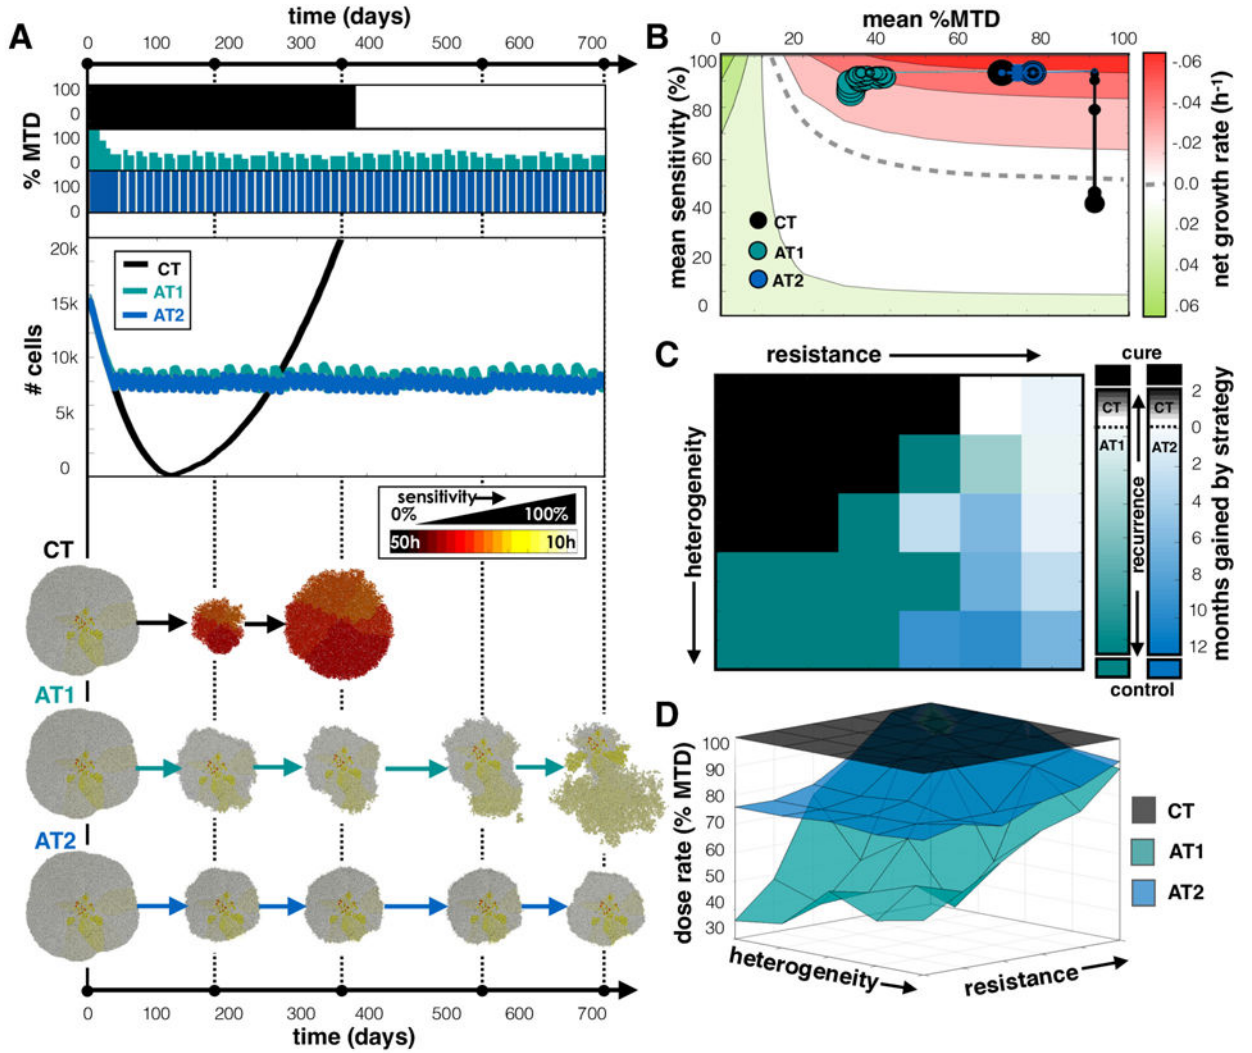 A
time (days)
0 100 200 300 400 500 600 700
% MTD
100
0
100
0
100
0
# cells
20k
15k
10k
5k
0
CT
AT1
AT2
sensitivity
0% 100%
50h 10h
CT
AT1
AT2
0 100 200 300 400 500 600 700
time (days)
B
mean %MTD
0 20 40 60 80 100
mean sensitivity (%)
100
80
60
40
20
0
CT
AT1
AT2
-.06
-.04
-.02
0.0
.02
.04
.06
net growth rate (h-1)
C
resistance
heterogeneity
cure
CT CT
AT1 AT2
recurrence
2
0
2
4
6
8
10
12
months gained by strategy
control
D
dose rate (% MTD)
100
90
80
70
60
50
40
30
heterogeneity
resistance
CT
AT1
AT2